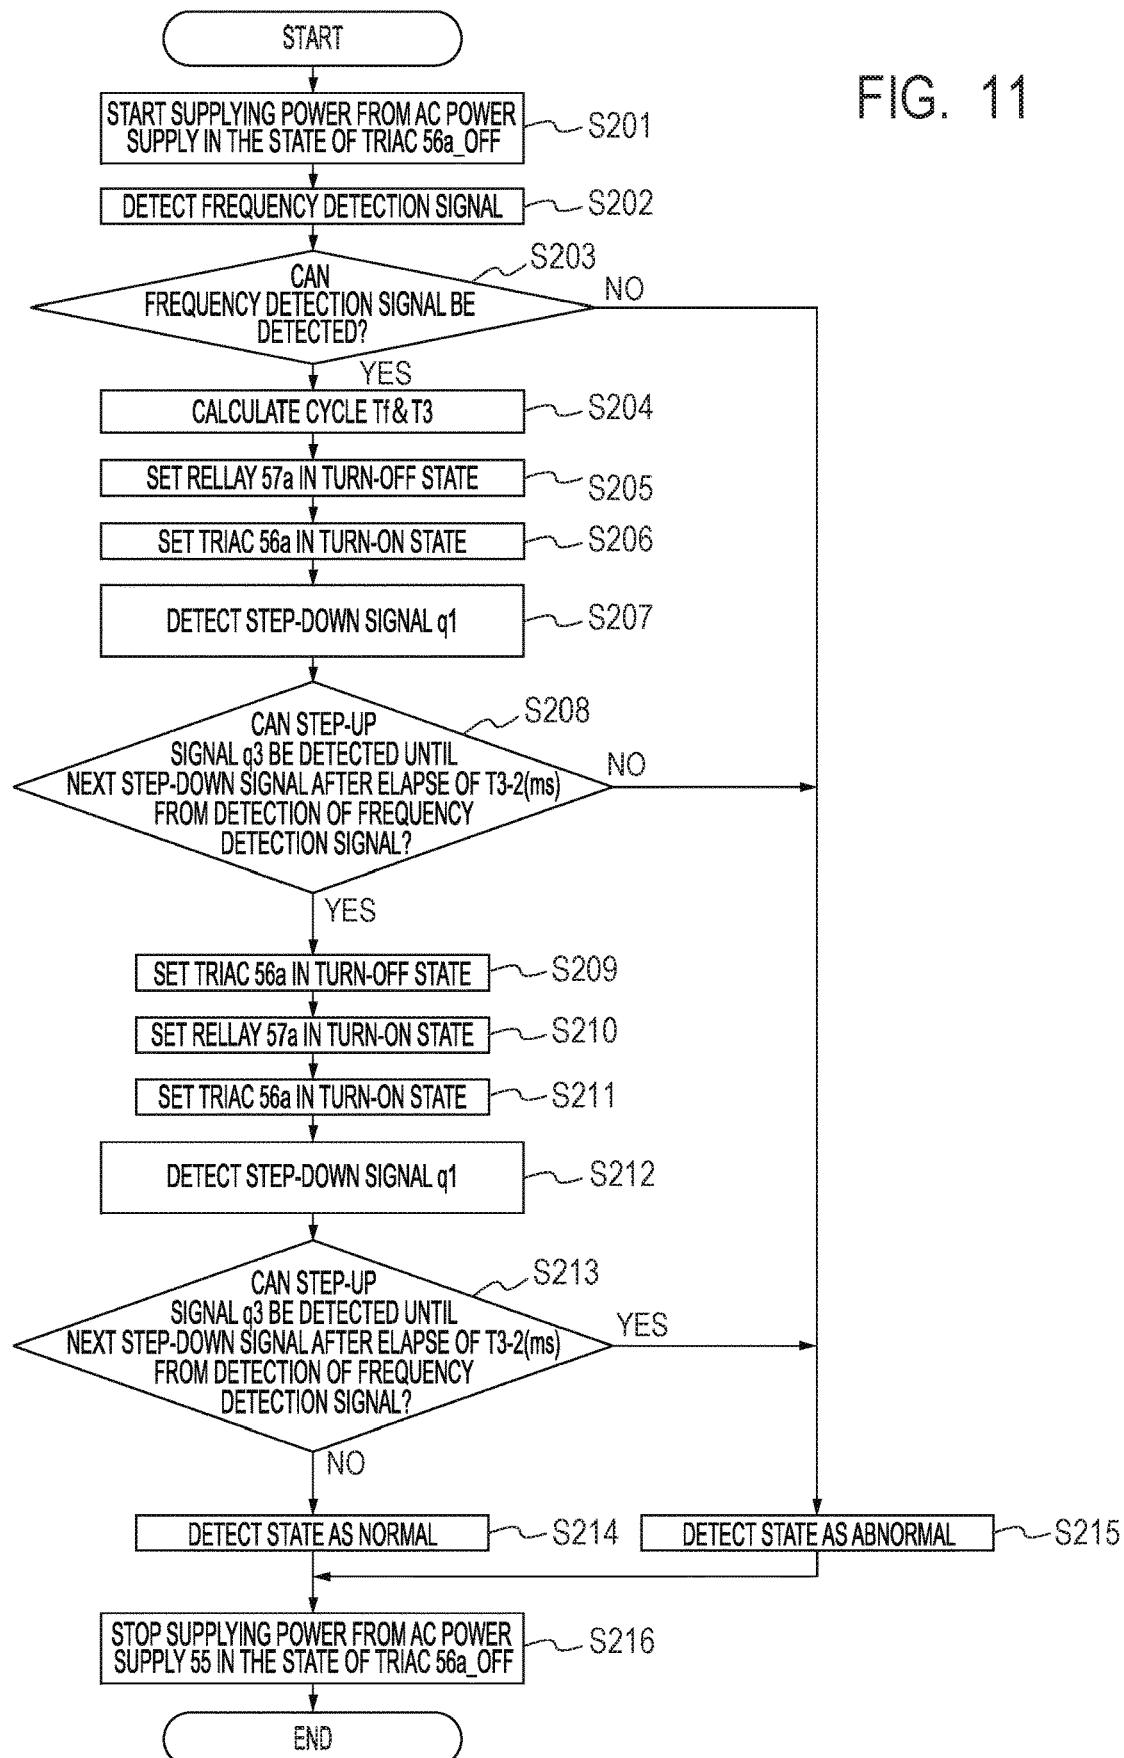 START
FIG. 11
START SUPPLYING POWER FROM AC POWER
SUPPLY IN THE STATE OF TRIAC 56a_OFF
S201
DETECT FREQUENCY DETECTION SIGNAL
S202
S203
CAN
FREQUENCY DETECTION SIGNAL BE
DETECTED?
NO
YES
CALCULATE CYCLE Tf & T3
S204
SET RELLAY 57a IN TURN-OFF STATE
S205
SET TRIAC 56a IN TURN-ON STATE
S206
DETECT STEP-DOWN SIGNAL q1
S207
S208
CAN STEP-UP
SIGNAL q3 BE DETECTED UNTIL
NEXT STEP-DOWN SIGNAL AFTER ELAPSE OF T3-2(ms)
FROM DETECTION OF FREQUENCY
DETECTION SIGNAL?
NO
YES
SET TRIAC 56a IN TURN-OFF STATE
S209
SET RELLAY 57a IN TURN-ON STATE
S210
SET TRIAC 56a IN TURN-ON STATE
S211
DETECT STEP-DOWN SIGNAL q1
S212
S213
CAN STEP-UP
SIGNAL q3 BE DETECTED UNTIL
NEXT STEP-DOWN SIGNAL AFTER ELAPSE OF T3-2(ms)
FROM DETECTION OF FREQUENCY
DETECTION SIGNAL?
YES
NO
DETECT STATE AS NORMAL
S214
DETECT STATE AS ABNORMAL
S215
STOP SUPPLYING POWER FROM AC POWER
SUPPLY 55 IN THE STATE OF TRIAC 56a_OFF
S216
END